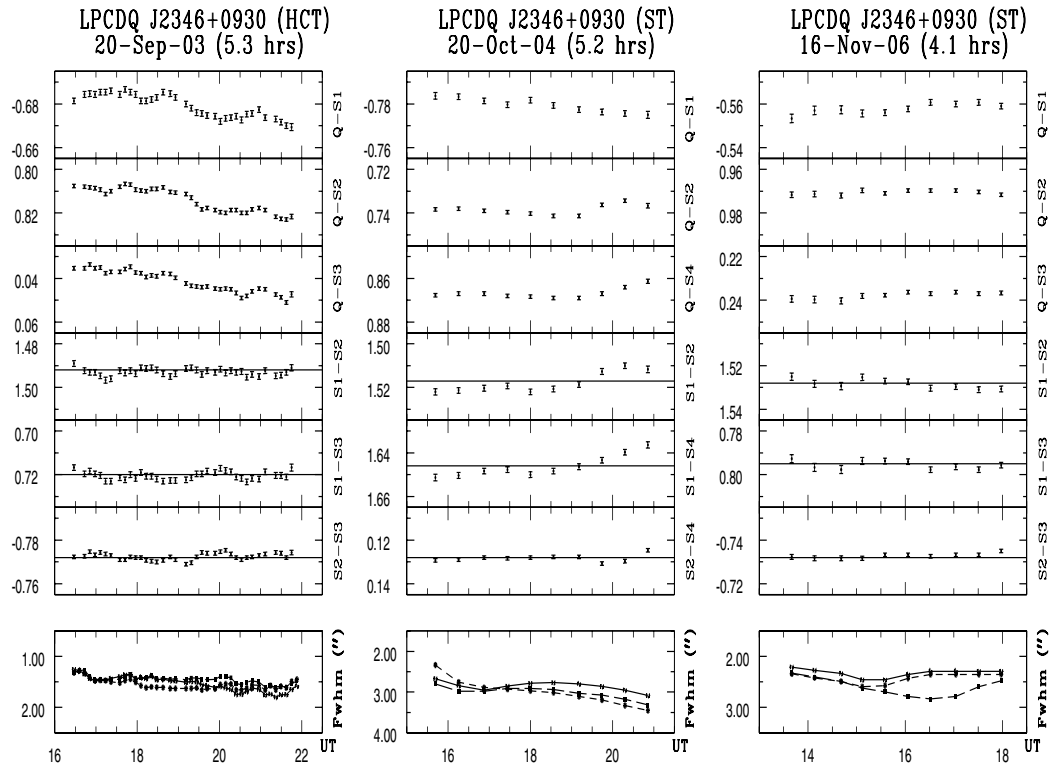 LPCDQ J2346+0930 (HCT)
20-Sep-03 (5.3 hrs)
-0.68
-0.66
Q-S1
0.80
0.82
Q-S2
0.04
0.06
Q-S3
1.48
1.50
S1-S2
0.70
0.72
S1-S3
-0.78
-0.76
S2-S3
1.00
2.00
Fwhm (")
16 18 20 22 UT
LPCDQ J2346+0930 (ST)
20-Oct-04 (5.2 hrs)
-0.78
-0.76
Q-S1
0.72
0.74
Q-S2
0.86
0.88
Q-S4
1.50
1.52
S1-S2
1.64
1.66
S1-S4
0.12
0.14
S2-S4
2.00
3.00
4.00
Fwhm (")
16 18 20 UT
LPCDQ J2346+0930 (ST)
16-Nov-06 (4.1 hrs)
-0.56
-0.54
Q-S1
0.96
0.98
Q-S2
0.22
0.24
Q-S3
1.52
1.54
S1-S2
0.78
0.80
S1-S3
-0.74
-0.72
S2-S3
2.00
3.00
Fwhm (")
14 16 18 UT